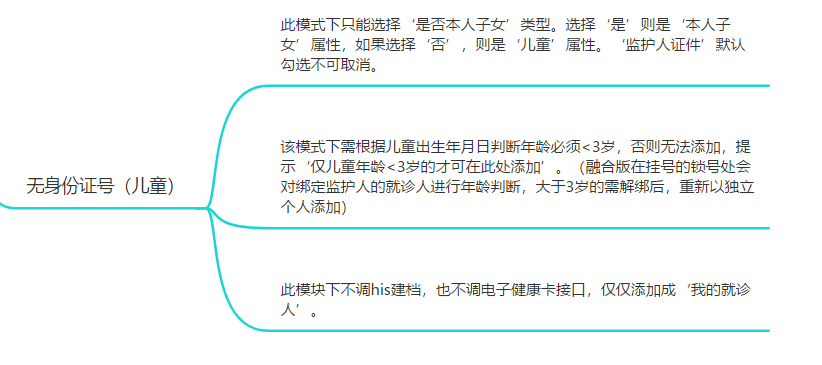 此模式下只能选择‘是否本人子女’类型。选择‘是’则是‘本人子
女’属性，如果选择‘否’，则是‘儿童’属性。‘监护人证件’默认
勾选不可取消。
该模式下需根据儿童出生年月日判断年龄必须<3岁，否则无法添加，提
示‘仅儿童年龄<3岁的才可在此处添加’。（融合版在挂号的锁号处会
对绑定监护人的就诊人进行年龄判断，大于3岁的需解绑后，重新以独立
个人添加）
无身份证号（儿童）
此模块下不调his建档，也不调电子健康卡接口，仅仅添加成‘我的就诊
人’。